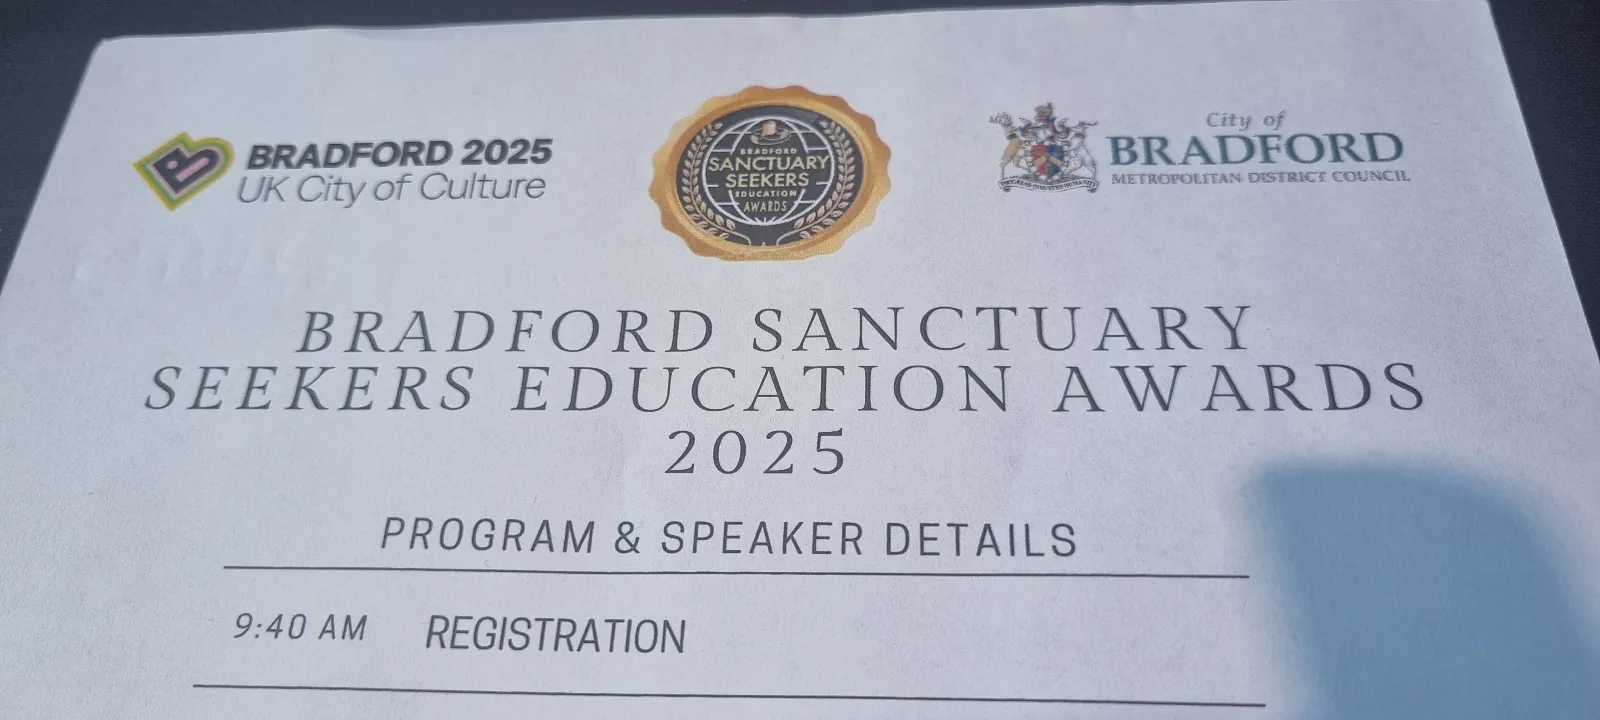 BRADFORD 2025
UK City of Culture
BRADFORD
SANCTUARY
SEEKERS
EDUCATION
AWARDS
City of
BRADFORD
METROPOLITAN DISTRICT COUNCIL
BRADFORD SANCTUARY
SEEKERS EDUCATION AWARDS
2025
PROGRAM & SPEAKER DETAILS
9:40 AM REGISTRATION